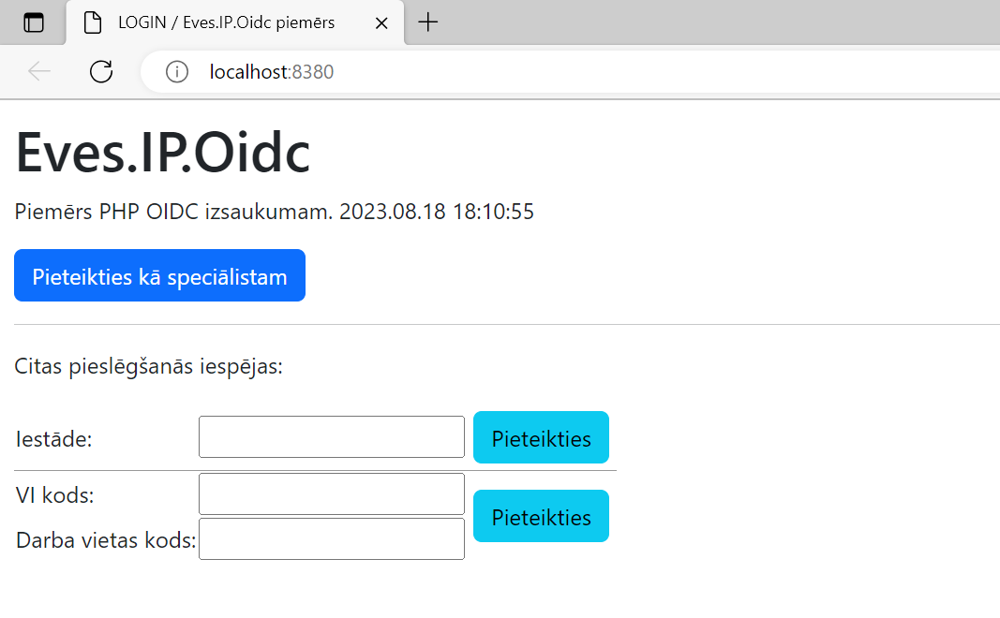 LOGIN / Eves.IP.Oidc piemērs
localhost:8380
Eves.IP.Oidc
Piemērs PHP OIDC izsaukumam. 2023.08.18 18:10:55
Pieteikties kā speciālistam
Citas pieslēgšanās iespējas:
Iestāde: Pieteikties
VI kods:
Pieteikties
Darba vietas kods: